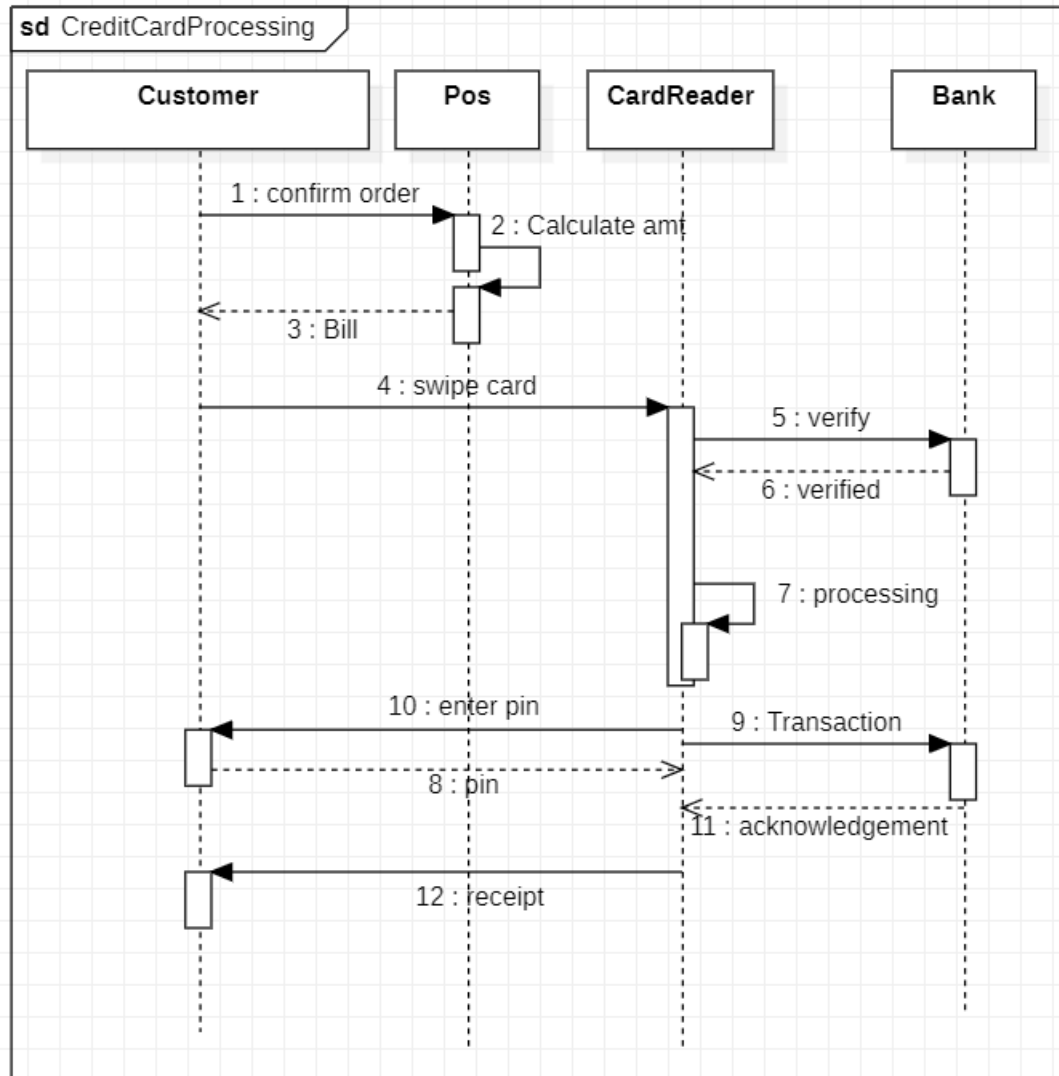 sd CreditCardProcessing
Customer
Pos
CardReader
Bank
1 : confirm order
2 : Calculate amt
3 : Bill
4 : swipe card
5 : verify
6 : verified
7 : processing
10 : enter pin
9 : Transaction
8 : pin
11 : acknowledgement
12 : receipt